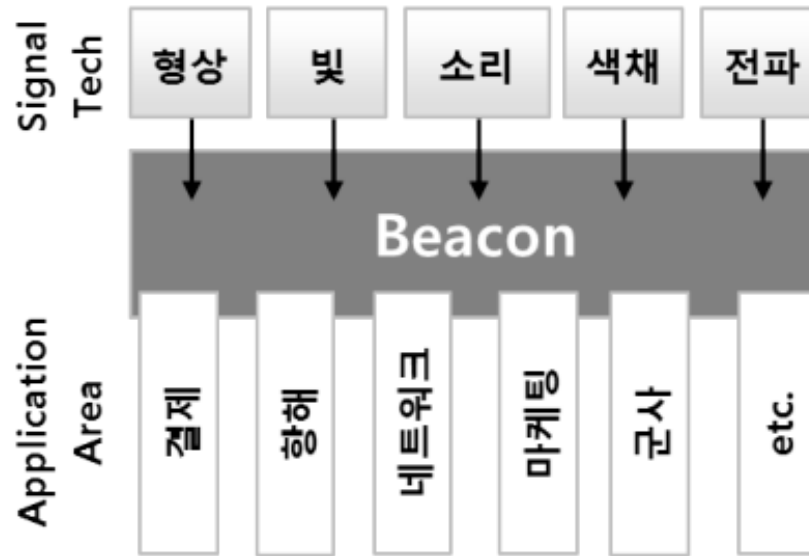 Signal
Tech
형상
빛
소리
색채
전파
Beacon
Application
Area
결제
항해
네트워크
마케팅
군사
etc.